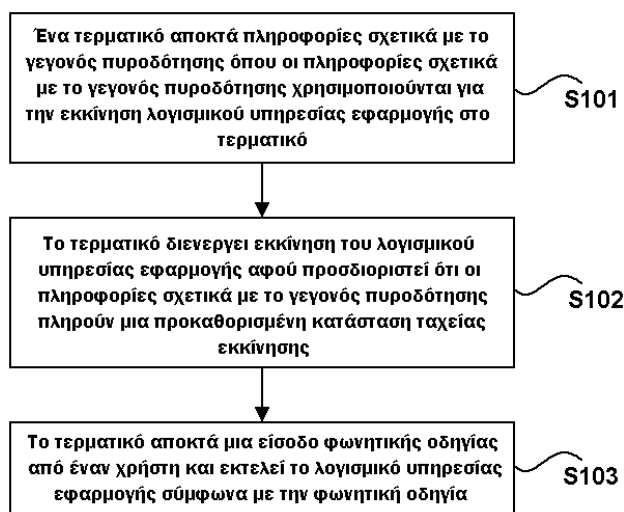 Ένα τερματικό αποκτά πληροφορίες σχετικά με το
γεγονός πυροδότησης όπου οι πληροφορίες σχετικά
με το γεγονός πυροδότησης χρησιμοποιούνται για
την εκκίνηση λογισμικού υπηρεσίας εφαρμογής στο
τερματικό
S101
Το τερματικό διενεργει εκκίνηση του λογισμικού
υπηρεσίας εφαρμογής αφού προσδιοριστεί ότι οι
πληροφορίες σχετικά με το γεγονός πυροδότησης
πληρούν μια προκαθορισμένη κατάσταση ταχείας
εκκίνησης
S102
Το τερματικό αποκτά μια είσοδο φωνητικής οδηγίας
από έναν χρήστη και εκτελεί το λογισμικό υπηρεσίας
εφαρμογής σύμφωνα με την φωνητική οδηγία
S103